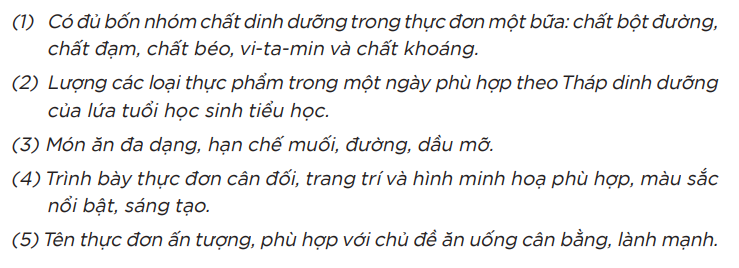 (1) Có đủ bốn nhóm chất dinh dưỡng trong thực đơn một bữa: chất bột đường,
chất đạm, chất béo, vi-ta-min và chất khoáng.
(2) Lượng các loại thực phẩm trong một ngày phù hợp theo Tháp dinh dưỡng
của lứa tuổi học sinh tiểu học.
(3) Món ăn đa dạng, hạn chế muối, đường, dầu mỡ.
(4) Trình bày thực đơn cân đối, trang trí và hình minh hoạ phù hợp, màu sắc
nổi bật, sáng tạo.
(5) Tên thực đơn ấn tượng, phù hợp với chủ đề ăn uống cân bằng, lành mạnh.